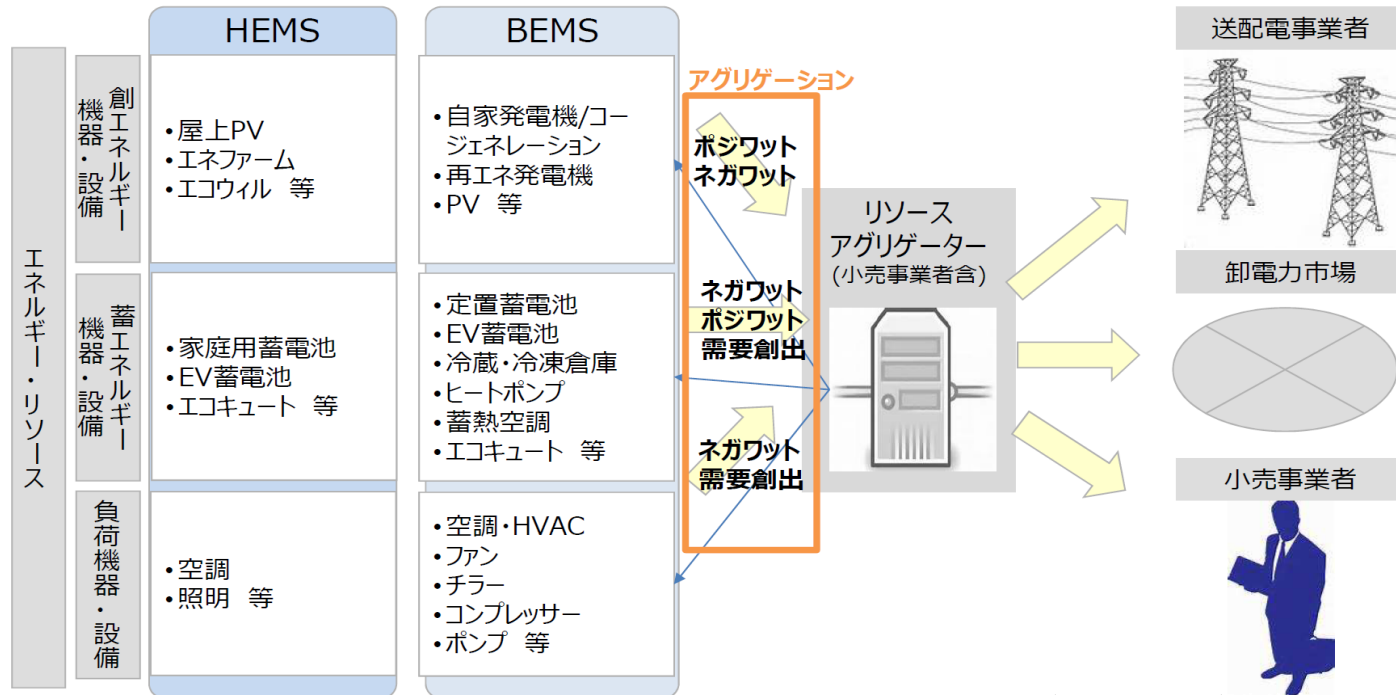 HEMS
BEMS
エネルギー・リソース
創エネルギー
機器・設備
・屋上PV
・エネファーム
・エコウィル 等
・自家発電機/コー
ジェネレーション
・再エネ発電機
・PV 等
蓄エネルギー
機器・設備
・家庭用蓄電池
・EV蓄電池
・エコキュート 等
・定置蓄電池
・EV蓄電池
・冷蔵・冷凍倉庫
・ヒートポンプ
・蓄熱空調
・エコキュート 等
負荷機器・設備
・空調
・照明 等
・空調・HVAC
・ファン
・チラー
・コンプレッサー
・ポンプ 等
アグリゲーション
ポジワット
ネガワット
ネガワット
ポジワット
需要創出
ネガワット
需要創出
リソース
アグリゲーター
(小売事業者含)
送配電事業者
卸電力市場
小売事業者